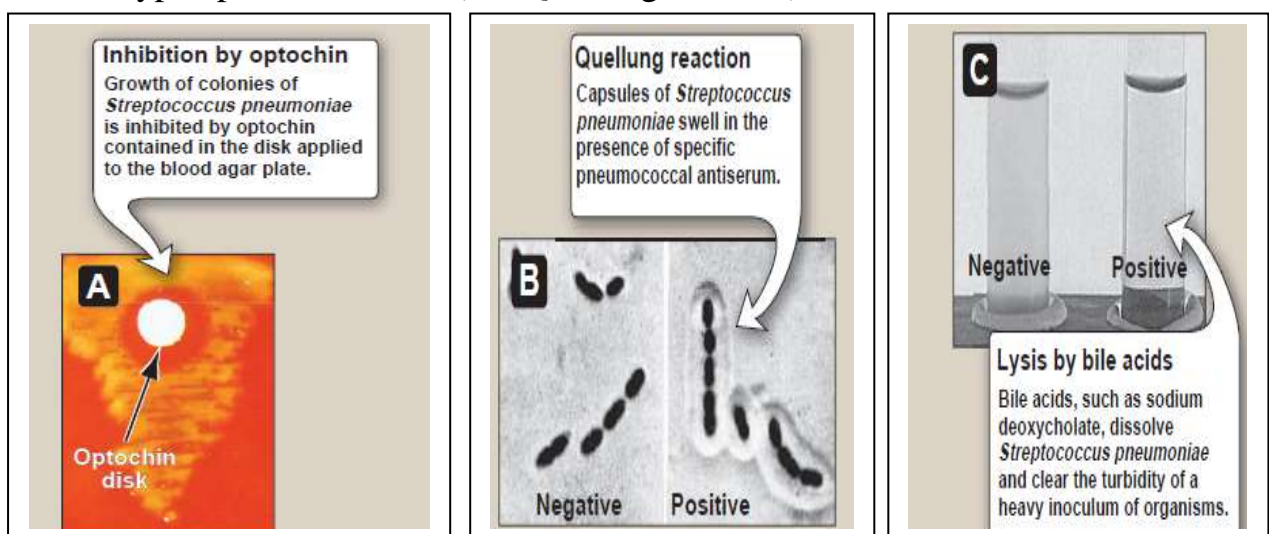 Inhibition by optochin
Growth of colonies of
Streptococcus pneumoniae
is inhibited by optochin
contained in the disk applied
to the blood agar plate.
A
Optochin
disk
Quellung reaction
Capsules of Streptococcus
pneumoniae swell in the
presence of specific
pneumococcal antiserum.
B
Negative
Positive
C
Negative
Positive
Lysis by bile acids
Bile acids, such as sodium
deoxycholate, dissolve
Streptococcus pneumoniae
and clear the turbidity of a
heavy inoculum of organisms.